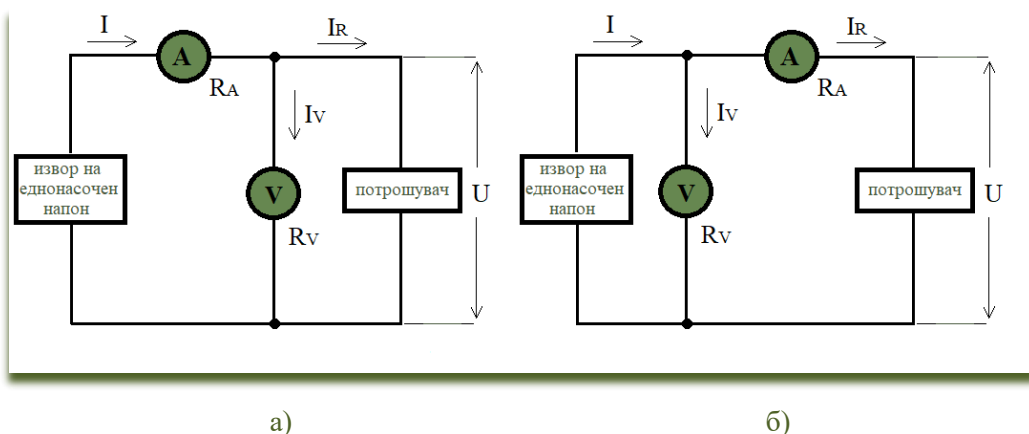 I
IR
A
RA
IV
извор на
еднонасочен
напон
V
RV
потрошувач
U
I
IR
A
RA
IV
извор на
еднонасочен
напон
V
RV
потрошувач
U
а)
б)